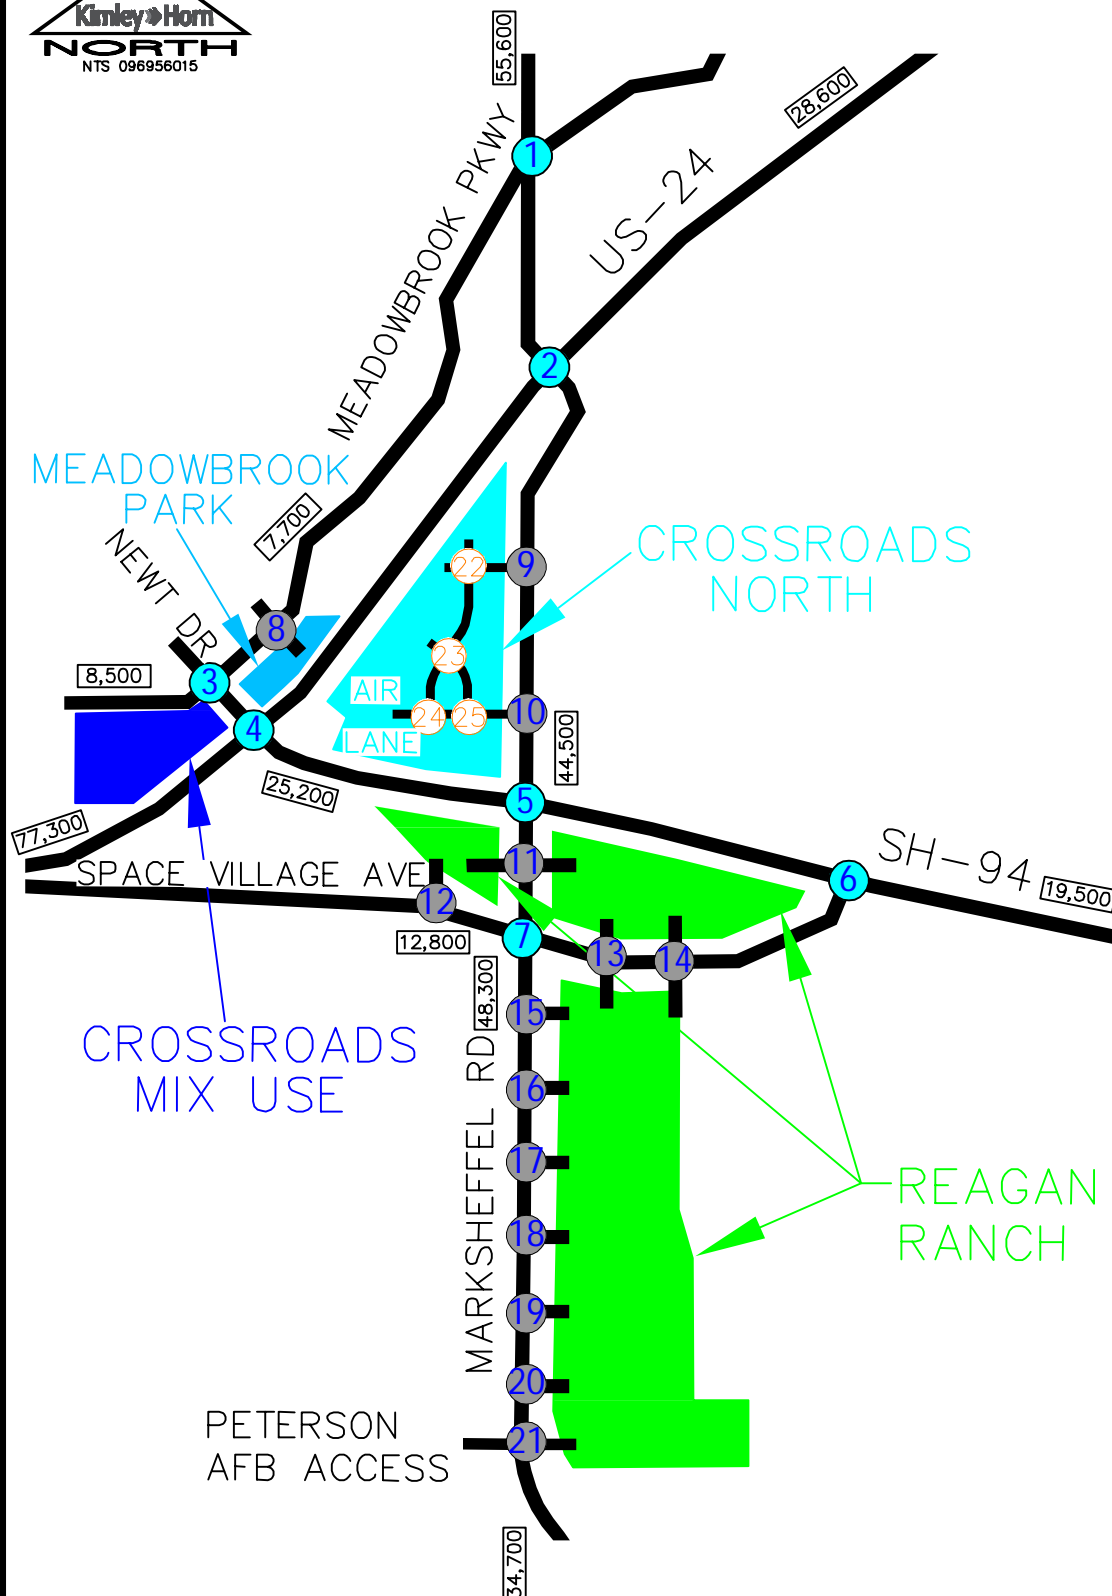 Kimley»Horn
NORTH
NTS 096956015
55,600
MEADOWBROOK PKWY
1
28,600
US-24
2
MEADOWBROOK
PARK
7,700
NEWT DR
CROSSROADS
NORTH
22
9
8
23
8,500
3
AIR
24
25
10
LANE
4
44,500
25,200
5
77,300
SH-94
11
SPACE VILLAGE AVE
6
19,500
12
12,800
7
13
14
48,300
15
CROSSROADS
MIX USE
MARKSHEFFEL RD
16
17
18
REAGAN
RANCH
19
20
PETERSON
AFB ACCESS
21
34,700